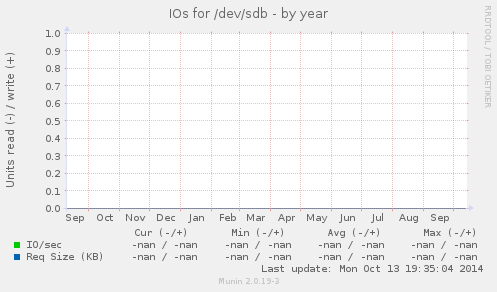 IOs for /dev/sdb - by year
RRDTOOL / TOBI OETIKER
Units read (-) / write (+)
1.0
0.9
0.8
0.7
0.6
0.5
0.4
0.3
0.2
0.1
0.0
Sep Oct Nov Dec Jan Feb Mar Apr May Jun Jul Aug Sep
Cur (-/+) Min (-/+) Avg (-/+) Max (-/+)
IO/sec -nan / -nan -nan / -nan -nan / -nan -nan / -nan
Req Size (KB) -nan / -nan -nan / -nan -nan / -nan -nan / -nan
Last update: Mon Oct 13 19:35:04 2014
Munin 2.0.19-3